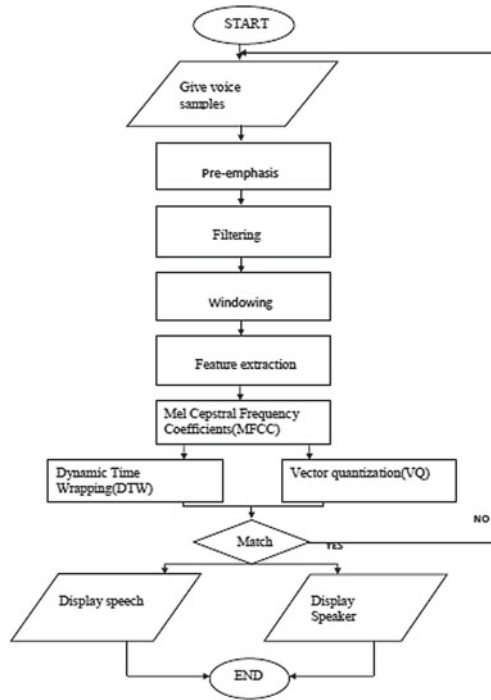 START
Give voice
samples
Pre-emphasis
Filtering
Windowing
Feature extraction
Mel Cepstral Frequency
Coefficients(MFCC)
Dynamic Time
Wrapping(DTW)
Vector quantization(VQ)
NO
Match
YES
Display speech
Display
Speaker
END